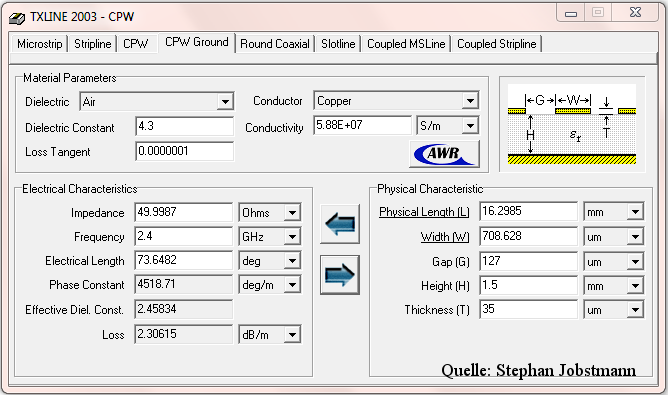 TXLINE 2003 - CPW
Microstrip Stripline CPW CPW Ground Round Coaxial Slotline Coupled MSLine Coupled Stripline
Material Parameters
Dielectric Air Conductor Copper
Dielectric Constant 4.3 Conductivity 5.88E+07 S/m
Loss Tangent 0.0000001
AWR
G W
H εr T
Electrical Characteristics
Impedance 49.9987 Ohms
Frequency 2.4 GHz
Electrical Length 73.6482 deg
Phase Constant 4518.71 deg/m
Effective Diel. Const. 2.45834
Loss 2.30615 dB/m
Physical Characteristic
Physical Length (L) 16.2985 mm
Width (W) 708.628 um
Gap (G) 127 um
Height (H) 1.5 mm
Thickness (T) 35 um
Quelle: Stephan Jobstmann